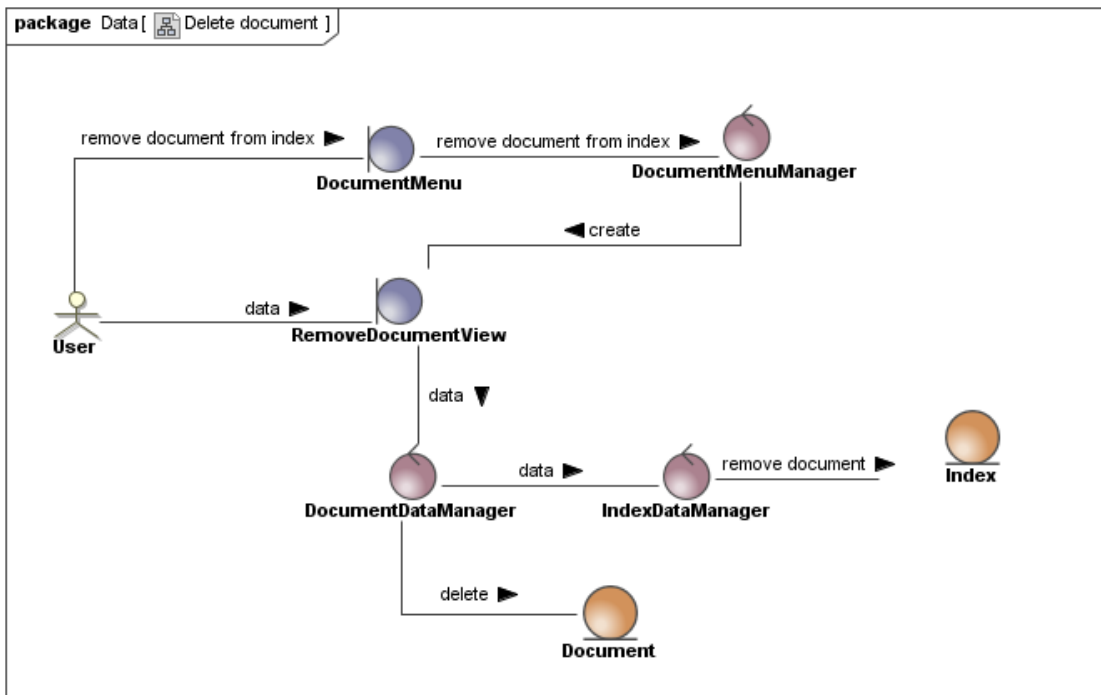 package Data[ Delete document ]
remove document from index
remove document from index
DocumentMenu
DocumentMenuManager
create
data
User
RemoveDocumentView
data
data
remove document
Index
DocumentDataManager
IndexDataManager
delete
Document